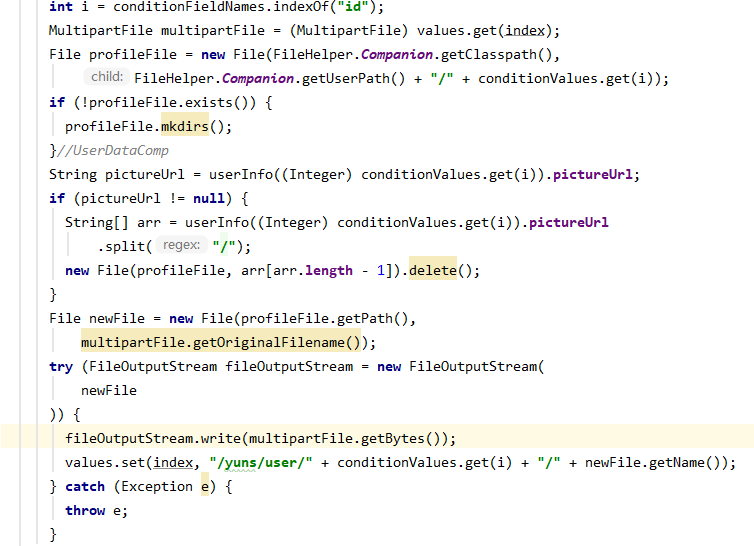 int i = conditionFieldNames.indexOf("id");
MultipartFile multipartFile = (MultipartFile) values.get(index);
File profileFile = new File(FileHelper.Companion.getClasspath(),
child: FileHelper.Companion.getUserPath() + "/" + conditionValues.get(i));
if (!profileFile.exists()) {
profileFile.mkdirs();
}//UserDataComp
String pictureUrl = userInfo((Integer) conditionValues.get(i)).pictureUrl;
if (pictureUrl != null) {
String[] arr = userInfo((Integer) conditionValues.get(i)).pictureUrl
.split( regex: "/");
new File(profileFile, arr[arr.length - 1]).delete();
}
File newFile = new File(profileFile.getPath(),
multipartFile.getOriginalFilename());
try (FileOutputStream fileOutputStream = new FileOutputStream(
newFile
)) {
fileOutputStream.write(multipartFile.getBytes());
values.set(index, "/yuns/user/" + conditionValues.get(i) + "/" + newFile.getName());
} catch (Exception e) {
throw e;
}